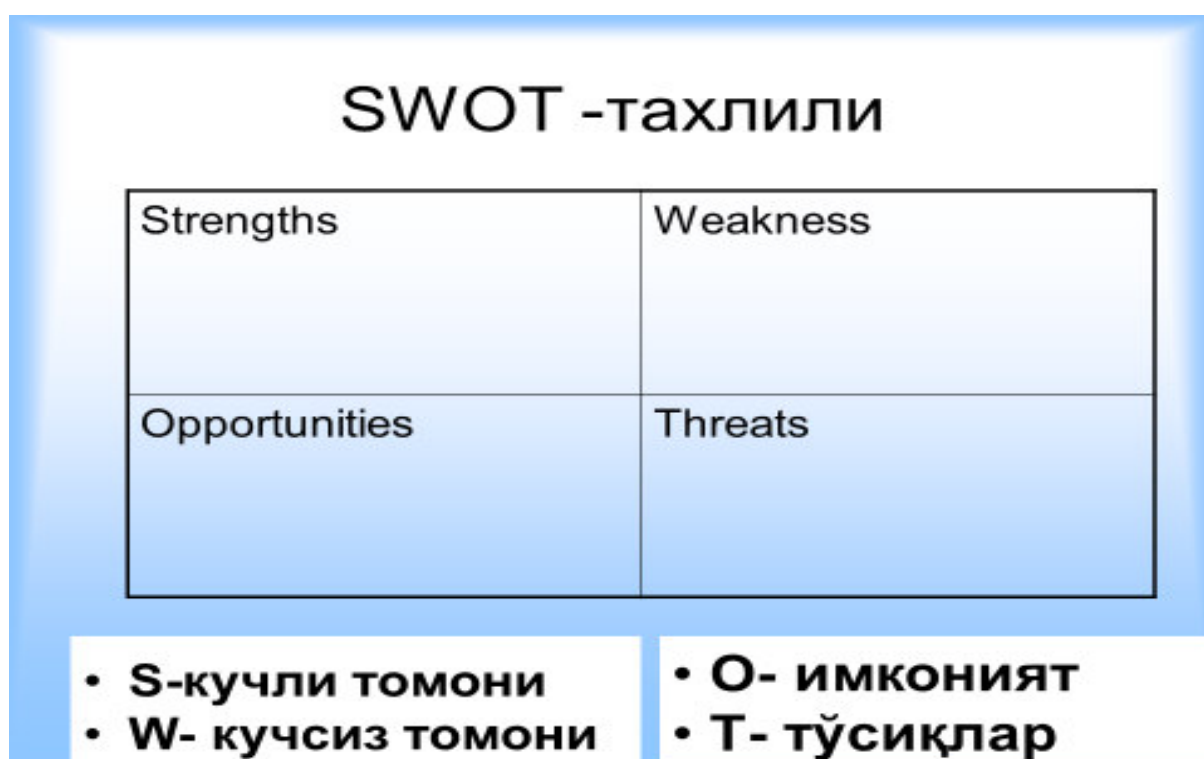 SWOT -тахлили
Strengths
Weakness
Opportunities
Threats
• S-кучли томони
• W- кучсиз томони
• O- имконият
• T- тўсиқлар